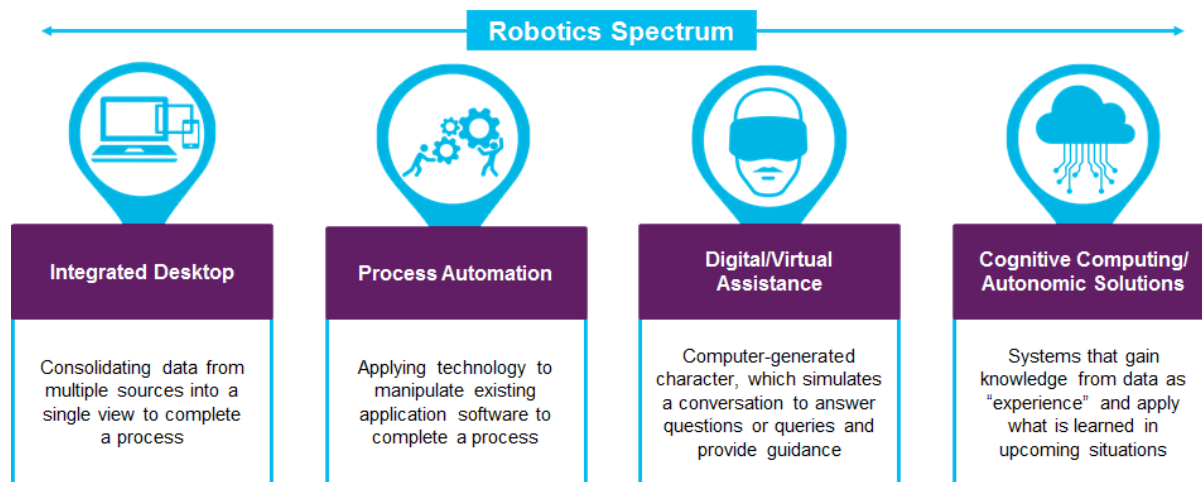 Robotics Spectrum
Integrated Desktop
Consolidating data from
multiple sources into a
single view to complete
a process
Process Automation
Applying technology to
manipulate existing
application software to
complete a process
Digital/Virtual
Assistance
Computer-generated
character, which simulates
a conversation to answer
questions or queries and
provide guidance
Cognitive Computing/
Autonomic Solutions
Systems that gain
knowledge from data as
“experience” and apply
what is learned in
upcoming situations